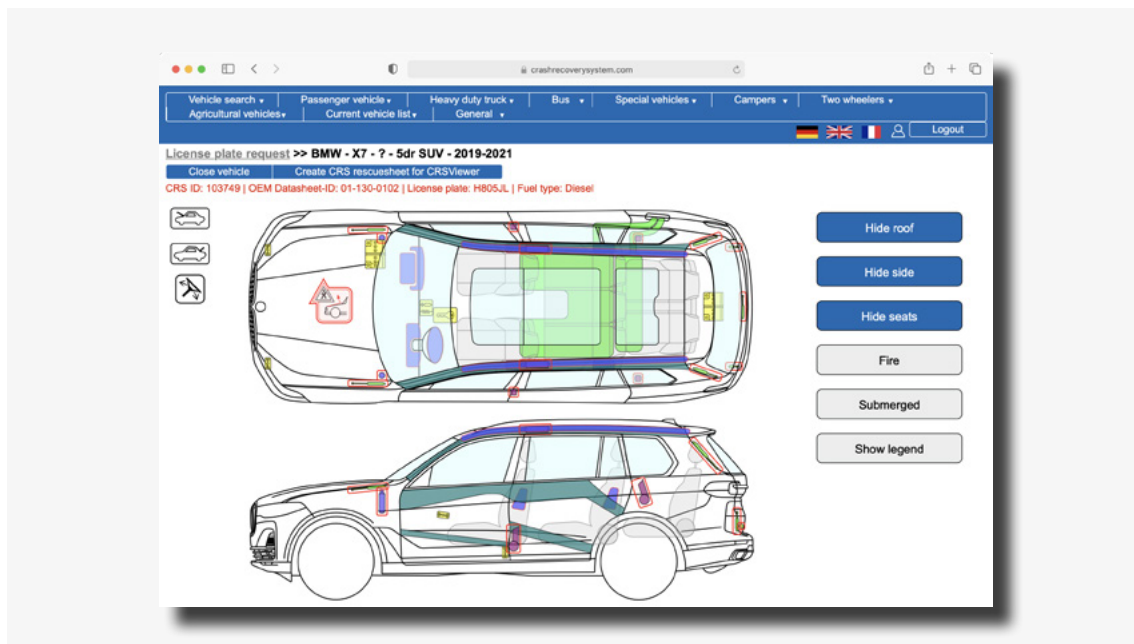 crashrecoverysystem.com
Vehicle search Passenger vehicle Heavy duty truck Bus Special vehicles Campers Two wheelers
Agricultural vehicles Current vehicle list General
Logout
License plate request >> BMW - X7 - ? - 5dr SUV - 2019-2021
Close vehicle Create CRS rescuesheet for CRSViewer
CRS ID: 103749 | OEM Datasheet-ID: 01-130-0102 | License plate: H805JL | Fuel type: Diesel
Hide roof
Hide side
Hide seats
Fire
Submerged
Show legend